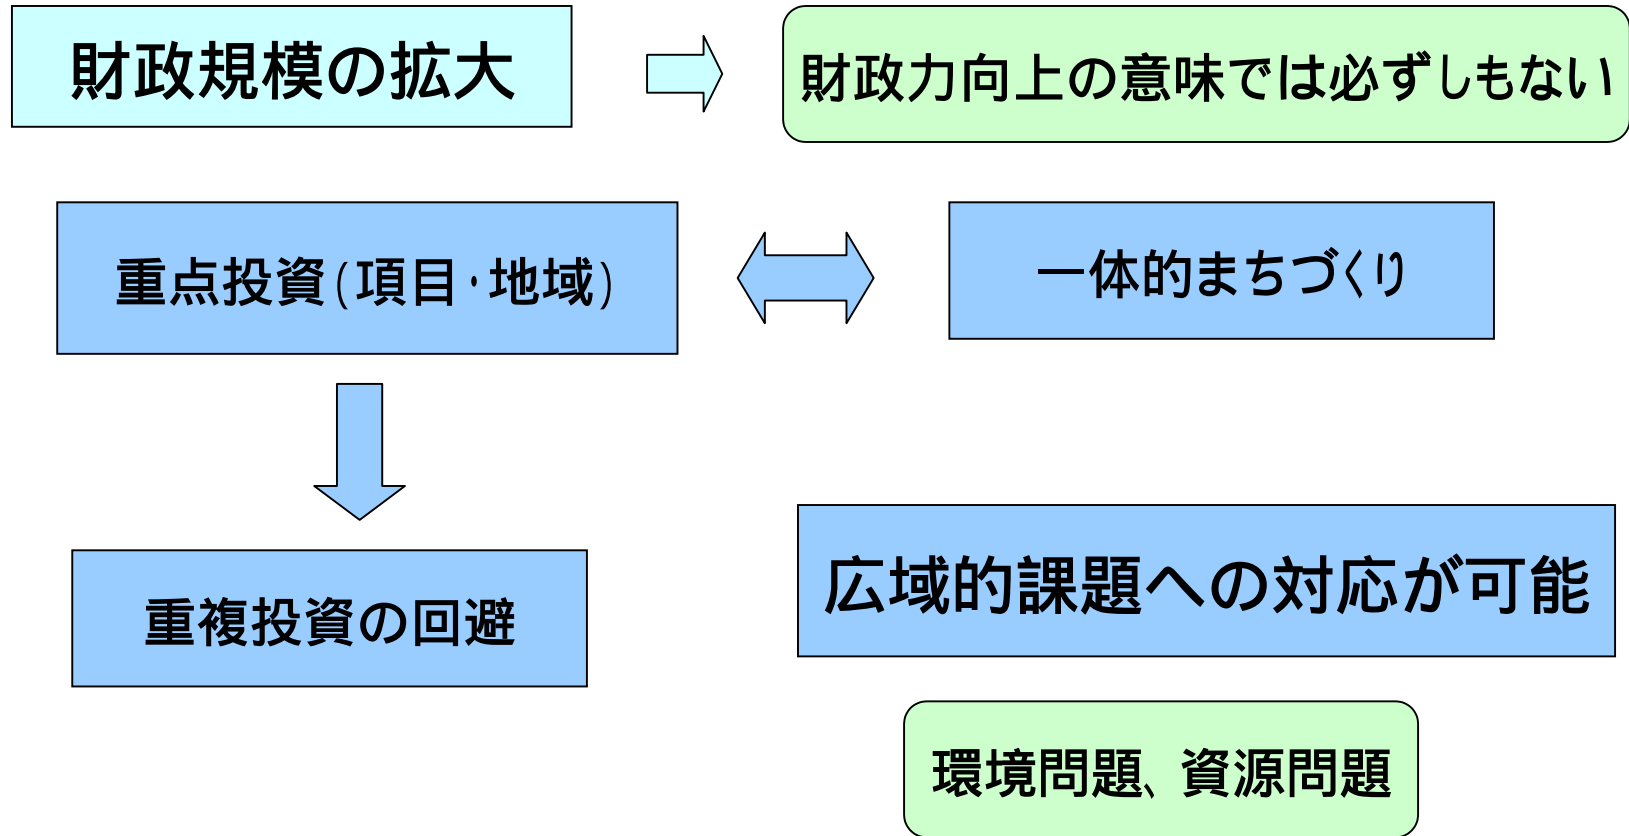 財政規模の拡大
財政力向上の意味では必ずしもない
重点投資(項目・地域)
一体的まちづくり
重複投資の回避
広域的課題への対応が可能
環境問題、資源問題